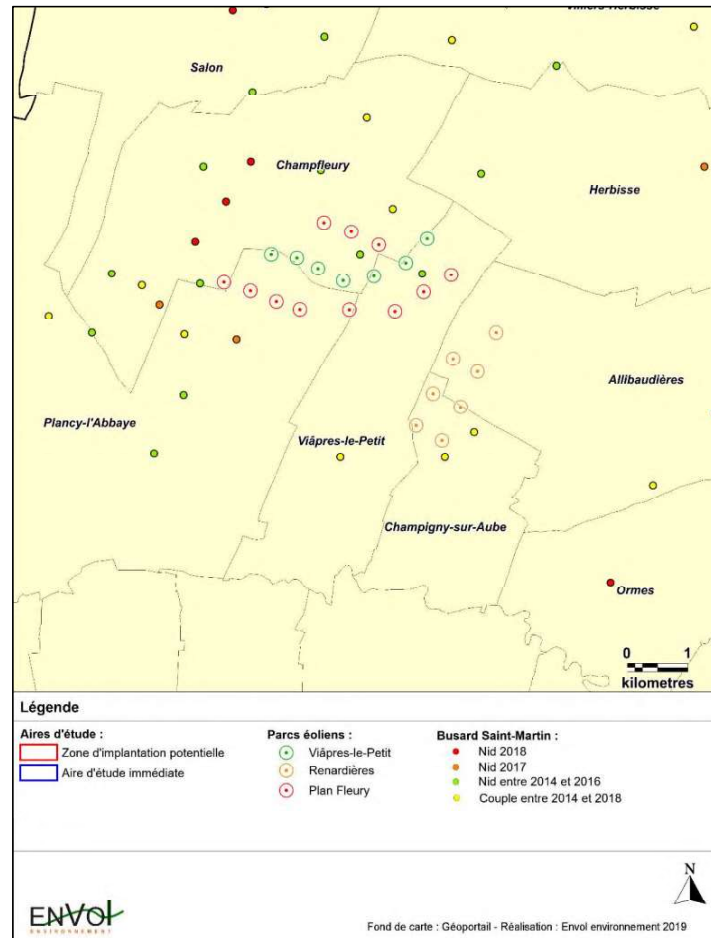 Villiers-Herbisse
Salon
Champfleury
Herbisse
Allibaudières
Plancy-l'Abbaye
Viâpres-le-Petit
Champigny-sur-Aube
Ormes
0 1
kilometres
Légende
Aires d'étude :
Zone d'implantation potentielle
Aire d'étude immédiate
Parcs éoliens :
Viâpres-le-Petit
Renardières
Plan Fleury
Busard Saint-Martin :
Nid 2018
Nid 2017
Nid entre 2014 et 2016
Couple entre 2014 et 2018
N
ENVOL
ENVIRONNEMENT
Fond de carte : Géoportail - Réalisation : Envol environnement 2019